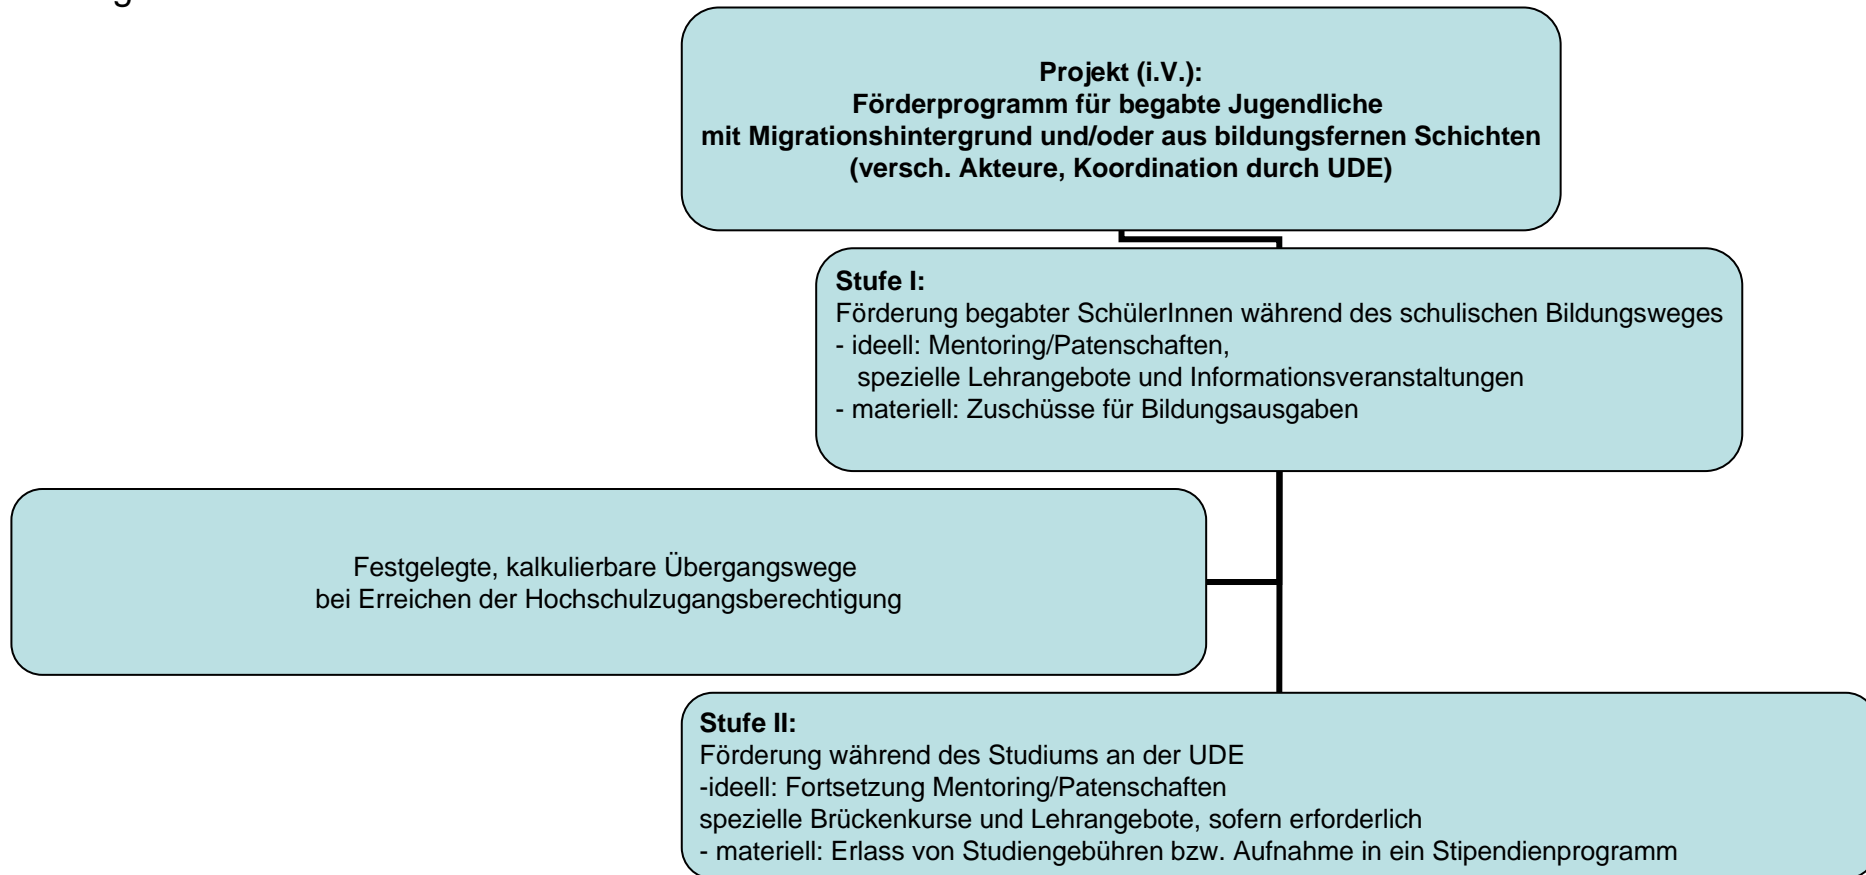 Projekt (i.V.):
Förderprogramm für begabte Jugendliche
mit Migrationshintergrund und/oder aus bildungsfernen Schichten
(versch. Akteure, Koordination durch UDE)
Stufe I:
Förderung begabter SchülerInnen während des schulischen Bildungsweges
- ideell: Mentoring/Patenschaften,
spezielle Lehrangebote und Informationsveranstaltungen
- materiell: Zuschüsse für Bildungsausgaben
Festgelegte, kalkulierbare Übergangswege
bei Erreichen der Hochschulzugangsberechtigung
Stufe II:
Förderung während des Studiums an der UDE
-ideell: Fortsetzung Mentoring/Patenschaften
spezielle Brückenkurse und Lehrangebote, sofern erforderlich
- materiell: Erlass von Studiengebühren bzw. Aufnahme in ein Stipendienprogramm